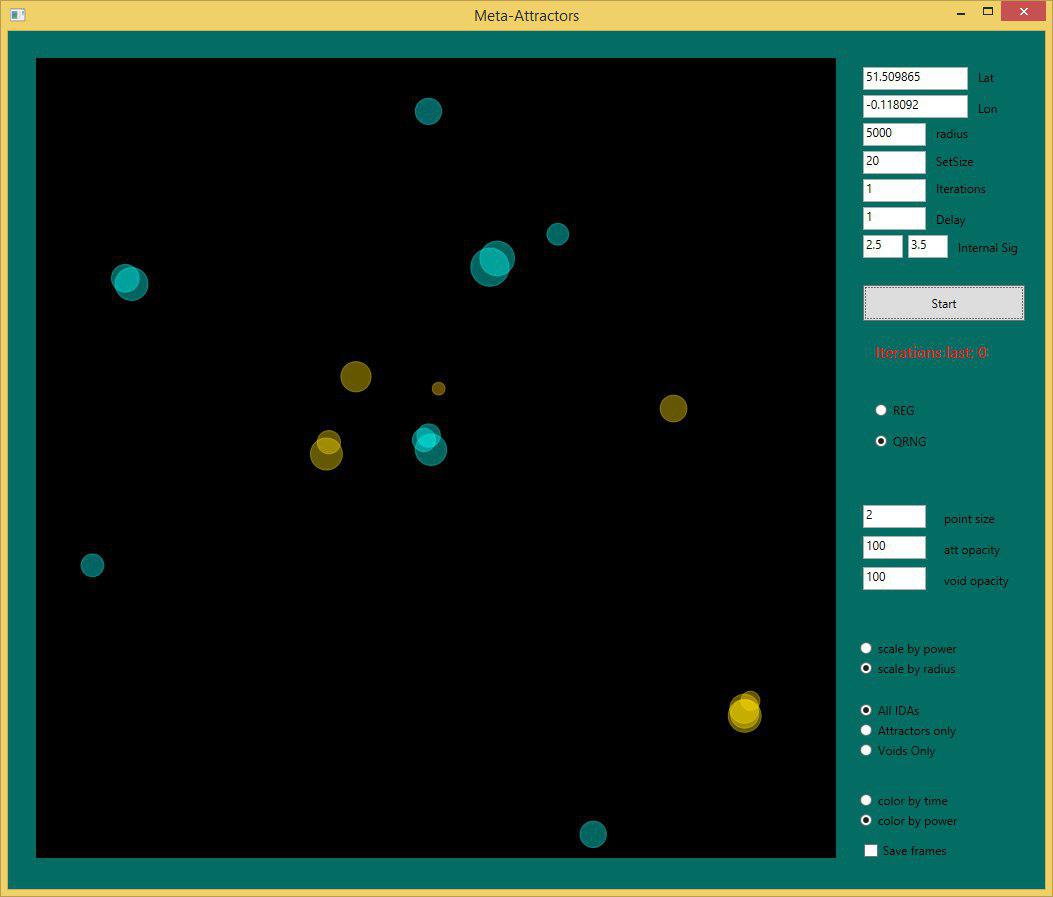 Meta-Attractors
51.509865 Lat
-0.118092 Lon
5000 radius
20 SetSize
1 Iterations
1 Delay
2.5 3.5 Internal Sig
Start
Iterations last: 0
REG
QRNG
2 point size
100 att opacity
100 void opacity
scale by power
scale by radius
All IDAs
Attractors only
Voids Only
color by time
color by power
Save frames